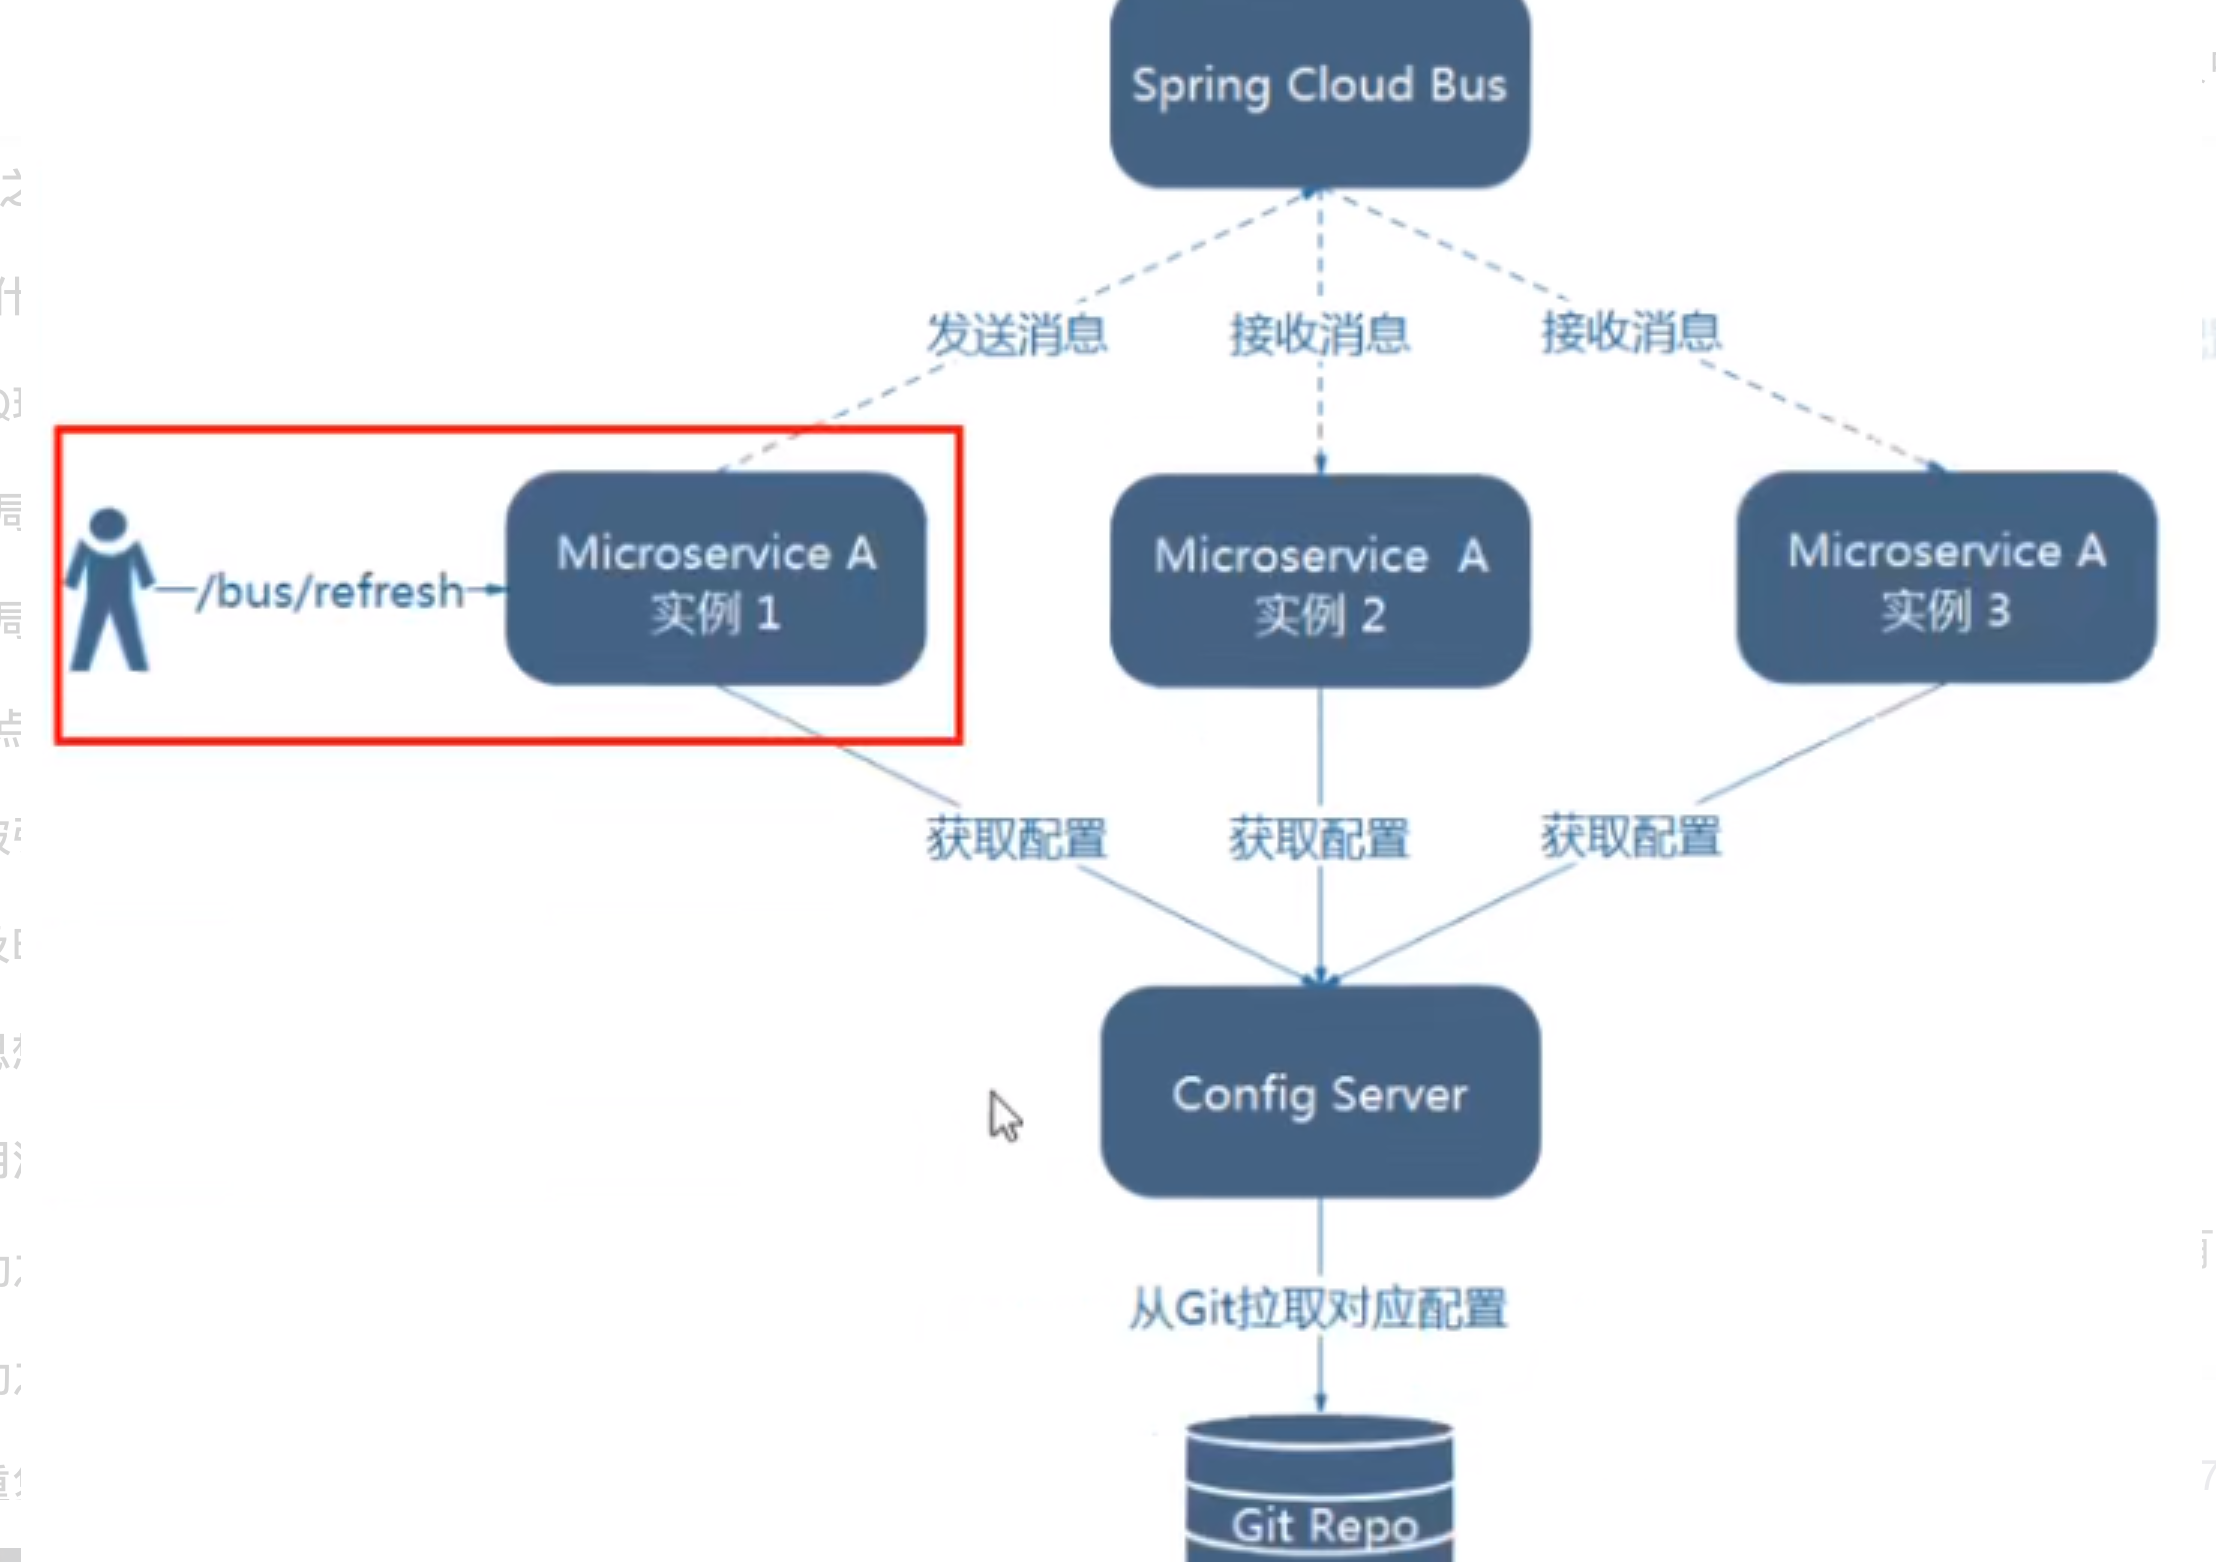 Spring Cloud Bus
发送消息
接收消息
接收消息
/bus/refresh
Microservice A
实例 1
Microservice A
实例 2
Microservice A
实例 3
获取配置
获取配置
获取配置
Config Server
从Git拉取对应配置
Git Repo